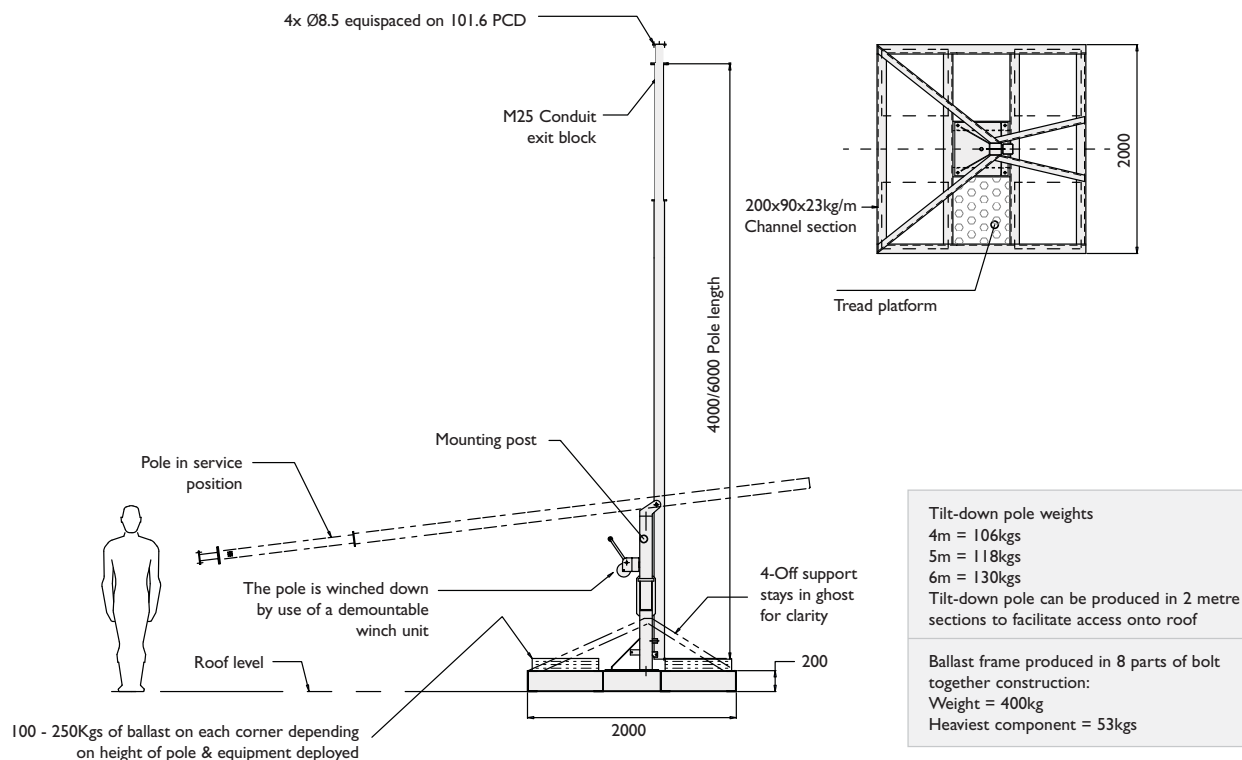 4x Ø8.5 equispaced on 101.6 PCD
M25 Conduit
exit block
200x90x23kg/m
Channel section
2000
Tread platform
4000/6000 Pole length
Mounting post
Pole in service
position
The pole is winched down
by use of a demountable
winch unit
4-Off support
stays in ghost
for clarity
Roof level
200
2000
100 - 250Kgs of ballast on each corner depending
on height of pole & equipment deployed
Tilt-down pole weights
4m = 106kgs
5m = 118kgs
6m = 130kgs
Tilt-down pole can be produced in 2 metre
sections to facilitate access onto roof
Ballast frame produced in 8 parts of bolt
together construction:
Weight = 400kg
Heaviest component = 53kgs